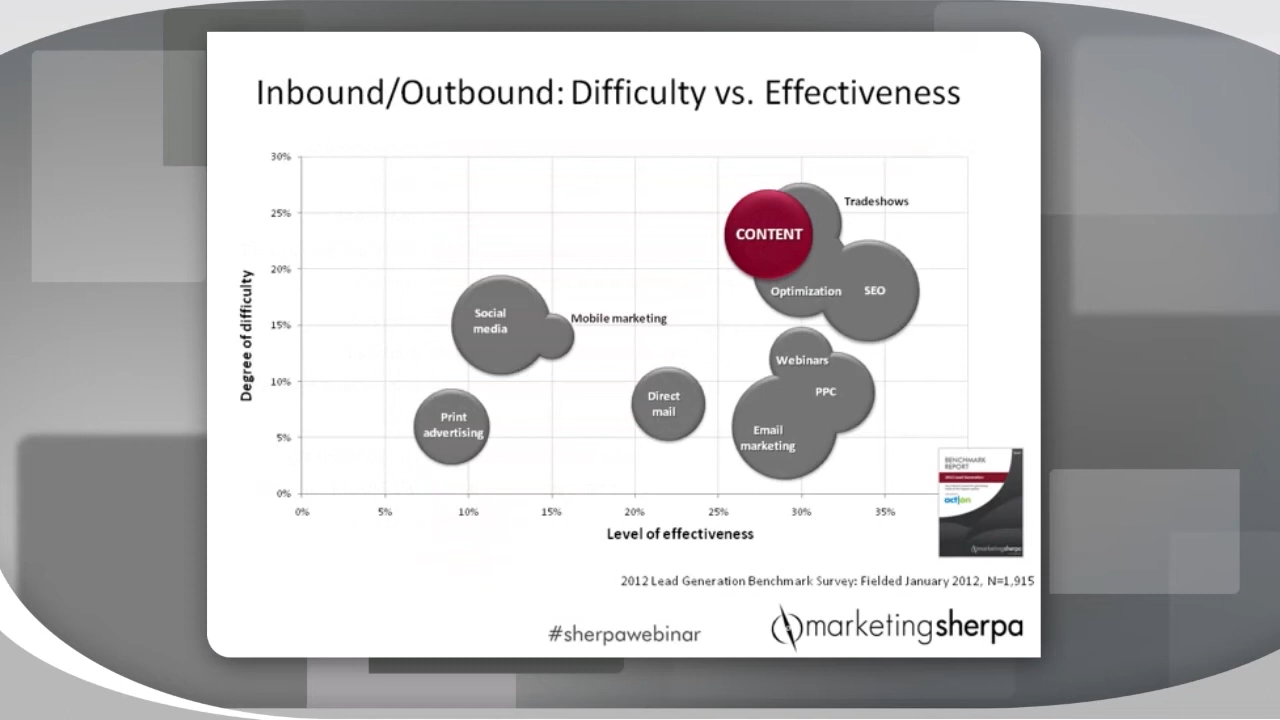 Inbound/Outbound: Difficulty vs. Effectiveness
30%
25%
20%
15%
10%
5%
0%
Degree of difficulty
Tradeshows
CONTENT
Optimization
SEO
Social
media
Mobile marketing
Webinars
PPC
Direct
mail
Print
advertising
Email
marketing
0%
5%
10%
15%
20%
25%
30%
35%
Level of effectiveness
BENCHMARK
REPORT
2012 Lead Generation
act-on
marketingsherpa
2012 Lead Generation Benchmark Survey: Fielded January 2012, N=1,915
#sherpawebinar
marketingsherpa